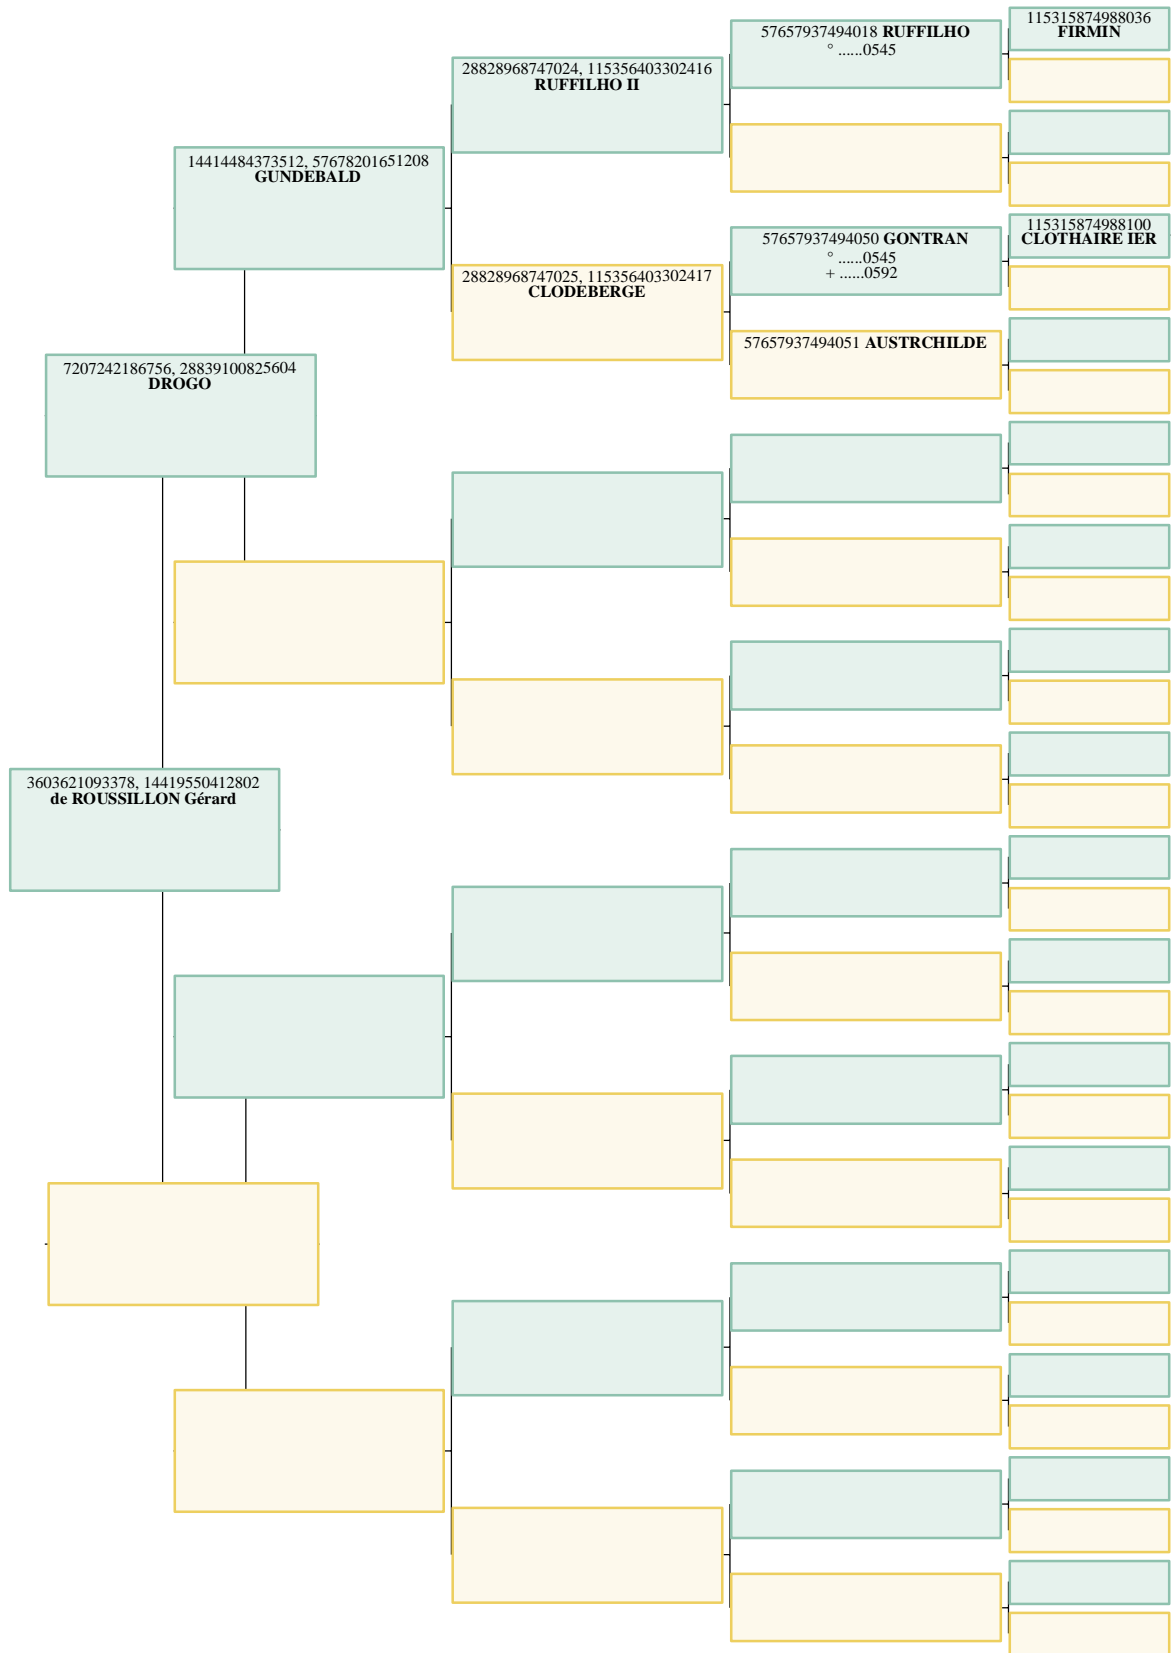 115315874988036
FIRMIN
57657937494018 RUFFILHO
° ......0545
28828968747024, 115356403302416
RUFFILHO II
14414484373512, 57678201651208
GUNDEBALD
115315874988100
CLOTHAIRE IER
57657937494050 GONTRAN
° ......0545
+ ......0592
28828968747025, 115356403302417
CLODEBERGE
57657937494051 AUSTRCHILDE
7207242186756, 28839100825604
DROGO
3603621093378, 14419550412802
de ROUSSILLON Gérard